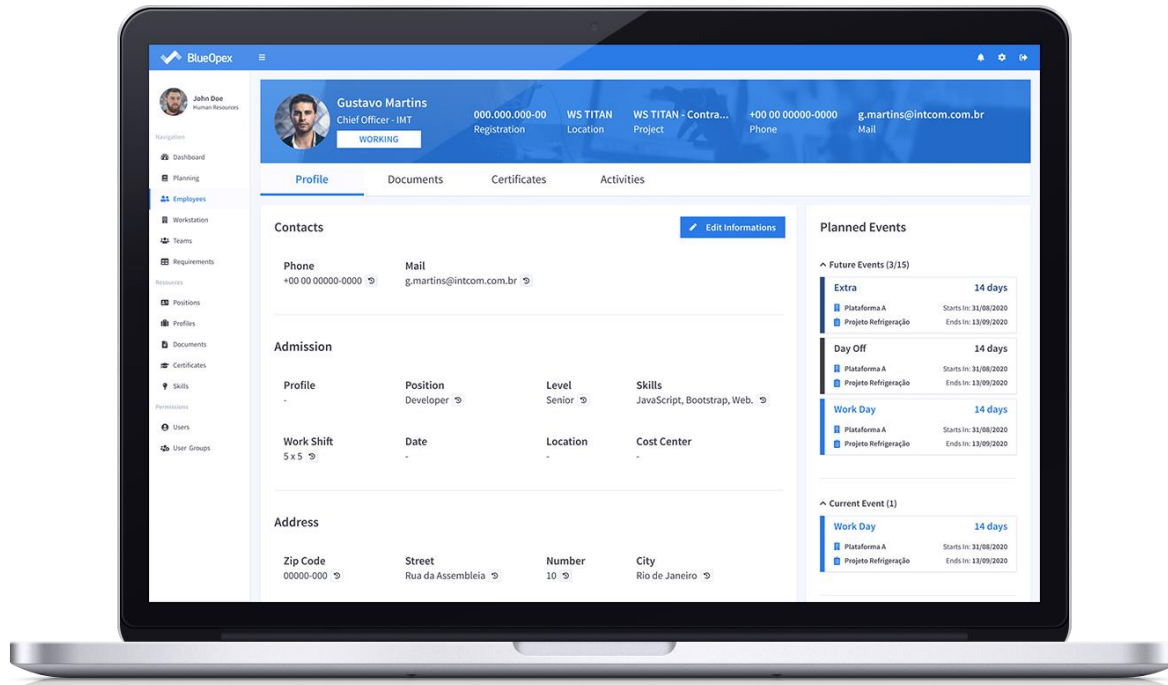 BlueOpex
John Doe
Human Resources
Navigation
Dashboard
Planning
Employees
Workstation
Teams
Requirements
Resources
Positions
Profiles
Documents
Certificates
Skills
Permissions
Users
User Groups
Gustavo Martins
Chief Officer - IMT
WORKING
000.000.000-00
Registration
WS TITAN
Location
WS TITAN - Contra...
Project
+00 00 00000-0000
Phone
g.martins@intcom.com.br
Mail
Profile Documents Certificates Activities
Contacts
Edit Informations
Phone Mail
+00 00 00000-0000 g.martins@intcom.com.br
Admission
Profile Position Level Skills
- Developer Senior JavaScript, Bootstrap, Web.
Work Shift Date Location Cost Center
5 x 5 - - -
Address
Zip Code Street Number City
00000-000 Rua da Assembleia 10 Rio de Janeiro
Planned Events
Future Events (3/15)
Extra 14 days
Plataforma A Starts In: 31/08/2020
Projeto Refrigeração Ends In: 13/09/2020
Day Off 14 days
Plataforma A Starts In: 31/08/2020
Projeto Refrigeração Ends In: 13/09/2020
Work Day 14 days
Plataforma A Starts In: 31/08/2020
Projeto Refrigeração Ends In: 13/09/2020
Current Event (1)
Work Day 14 days
Plataforma A Starts In: 31/08/2020
Projeto Refrigeração Ends In: 13/09/2020